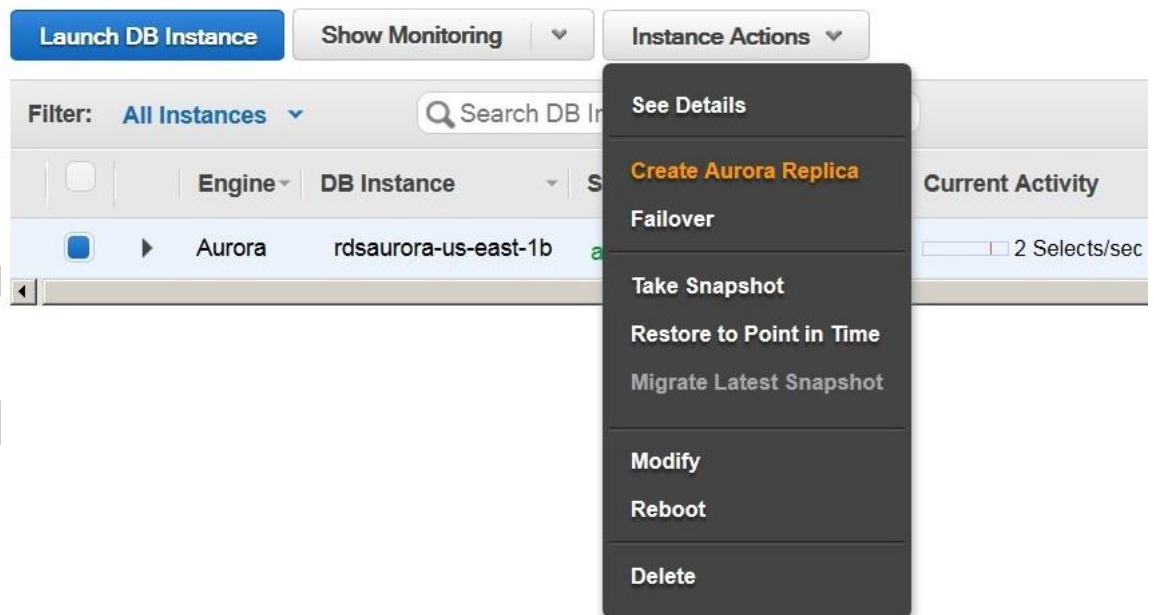 Launch DB Instance Show Monitoring Instance Actions
Filter: All Instances Search DB Ir
See Details
Engine DB Instance S Current Activity
Create Aurora Replica
Failover
Aurora rdsaurora-us-east-1b a 2 Selects/sec
Take Snapshot
Restore to Point in Time
Migrate Latest Snapshot
Modify
Reboot
Delete